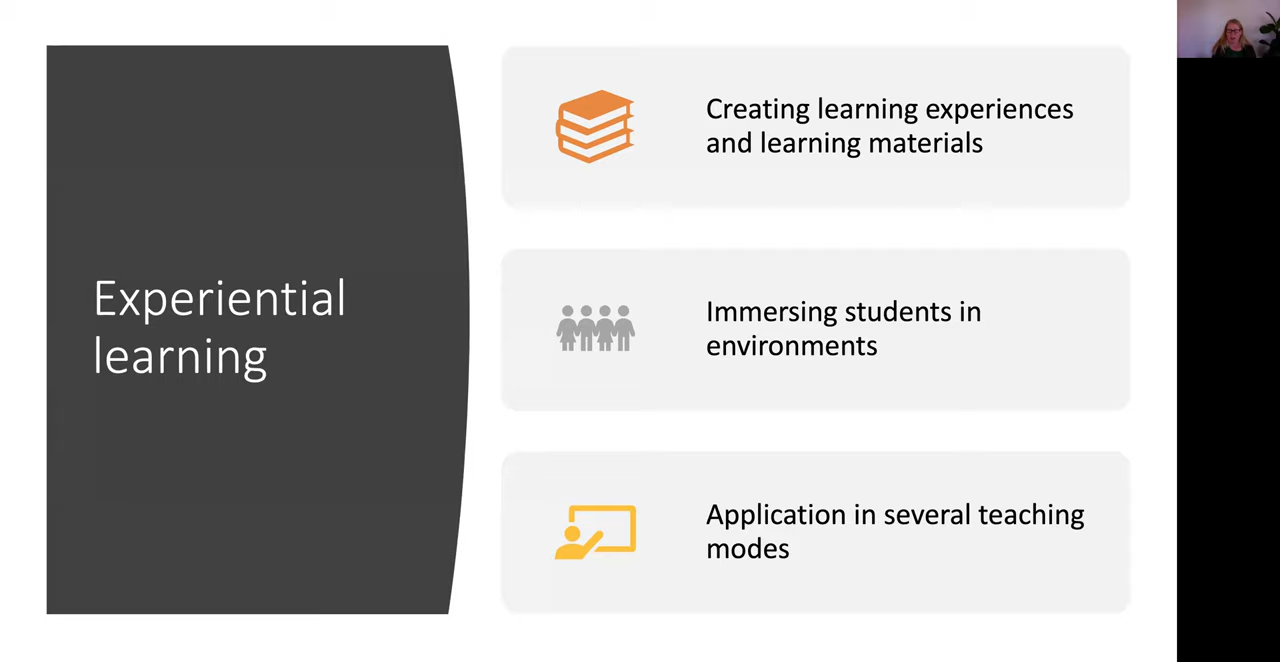 Experiential
learning
Creating learning experiences
and learning materials
Immersing students in
environments
Application in several teaching
modes